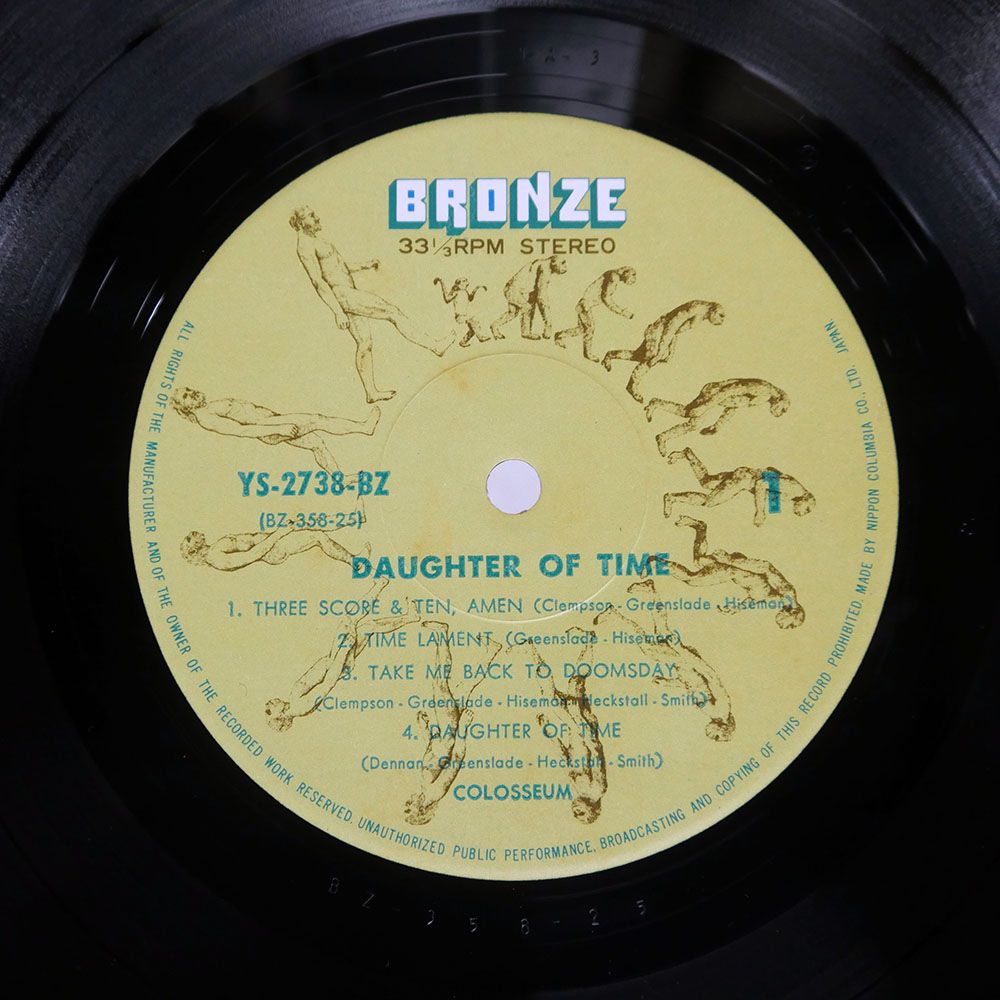 BRONZE
33⅓RPM STEREO
YS-2738-BZ
1
(BZ-358-25)
DAUGHTER OF TIME
1. THREE SCORE & TEN, AMEN (Clempson - Greenslade - Hiseman)
2. TIME LAMENT (Greenslade - Hiseman)
3. TAKE ME BACK TO DOOMSDAY
(Clempson - Greenslade - Hiseman - Heckstall - Smith)
4. DAUGHTER OF TIME
(Dennan - Greenslade - Heckstall - Smith)
COLOSSEUM
ALL RIGHTS OF THE MANUFACTURER AND OF THE OWNER OF THE RECORDED WORK RESERVED. UNAUTHORIZED PUBLIC PERFORMANCE, BROADCASTING AND COPYING OF THIS RECORD PROHIBITED. MADE BY NIPPON COLUMBIA CO., LTD. JAPAN.
BZ-358-25